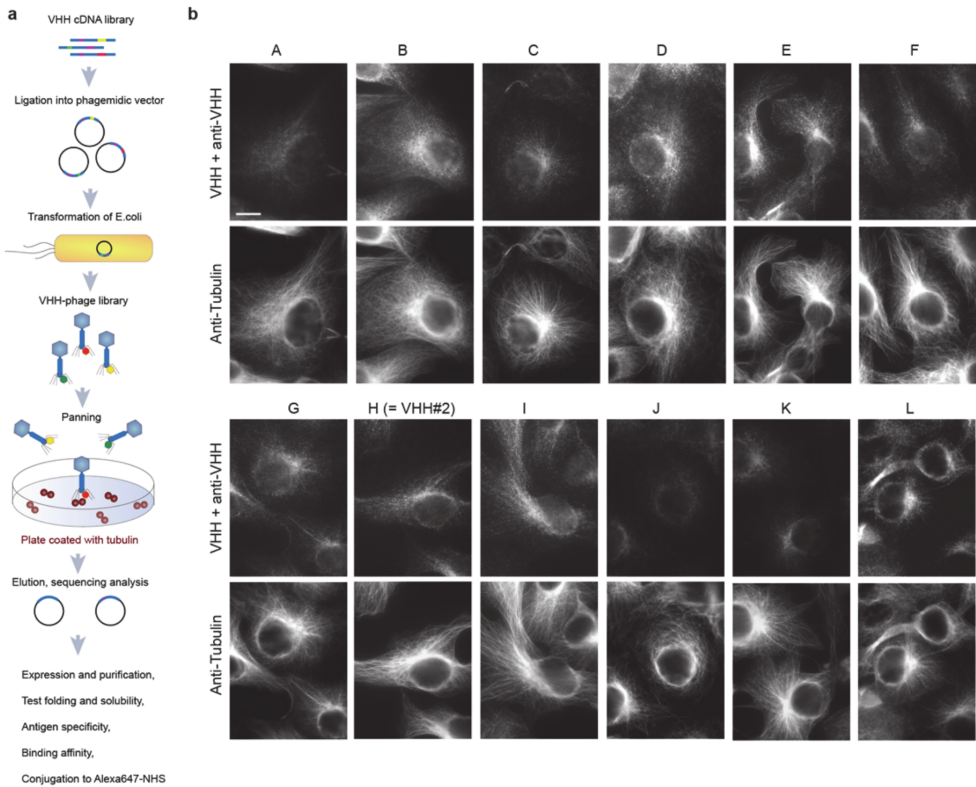 a
VHH cDNA library
Ligation into phagemidic vector
Transformation of E.coli
VHH-phage library
Panning
Plate coated with tubulin
Elution, sequencing analysis
Expression and purification,
Test folding and solubility,
Antigen specificity,
Binding affinity,
Conjugation to Alexa647-NHS
b
A B C D E F
VHH + anti-VHH
Anti-Tubulin
G H (= VHH#2) I J K L
VHH + anti-VHH
Anti-Tubulin